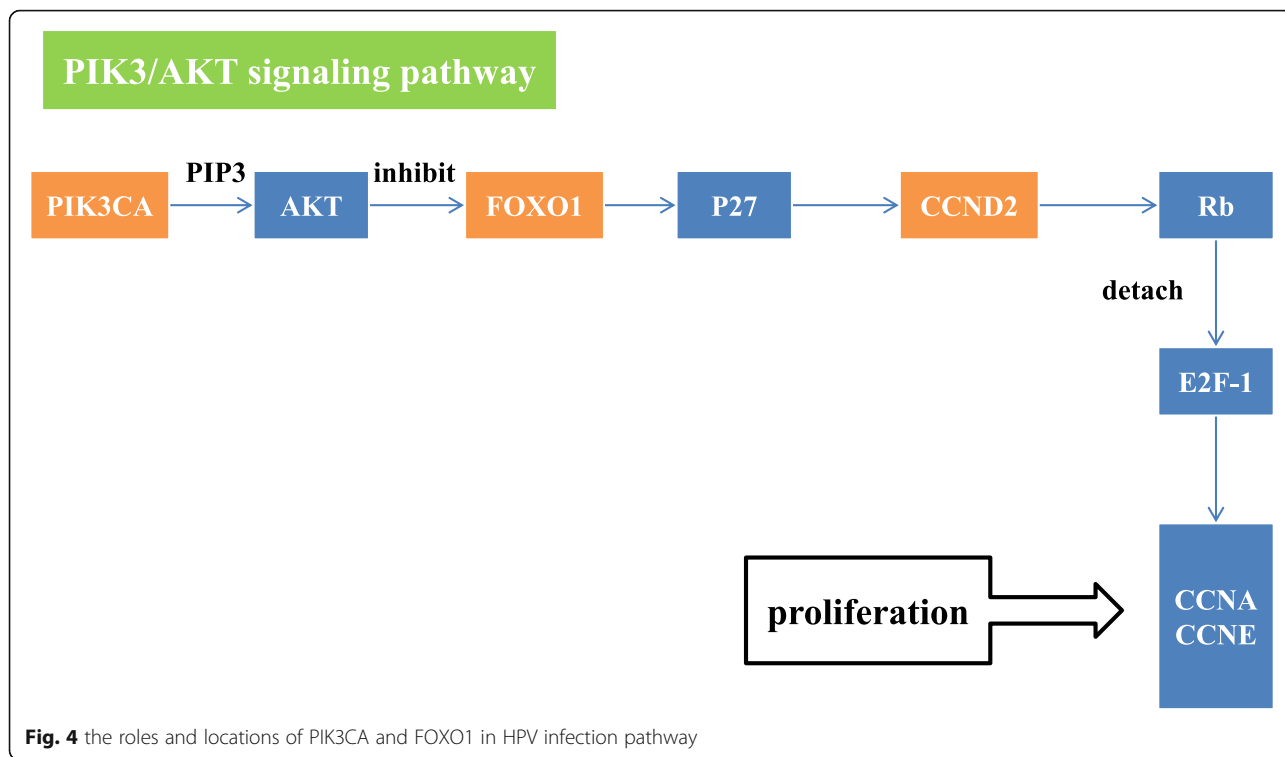 PIK3/AKT signaling pathway
PIP3
inhibit
PIK3CA
AKT
FOXO1
P27
CCND2
Rb
detach
E2F-1
proliferation
CCNA
CCNE
Fig. 4 the roles and locations of PIK3CA and FOXO1 in HPV infection pathway